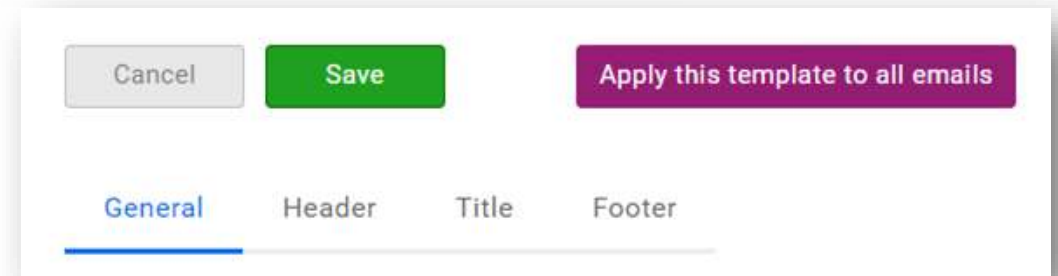 Cancel Save Apply this template to all emails
General Header Title Footer